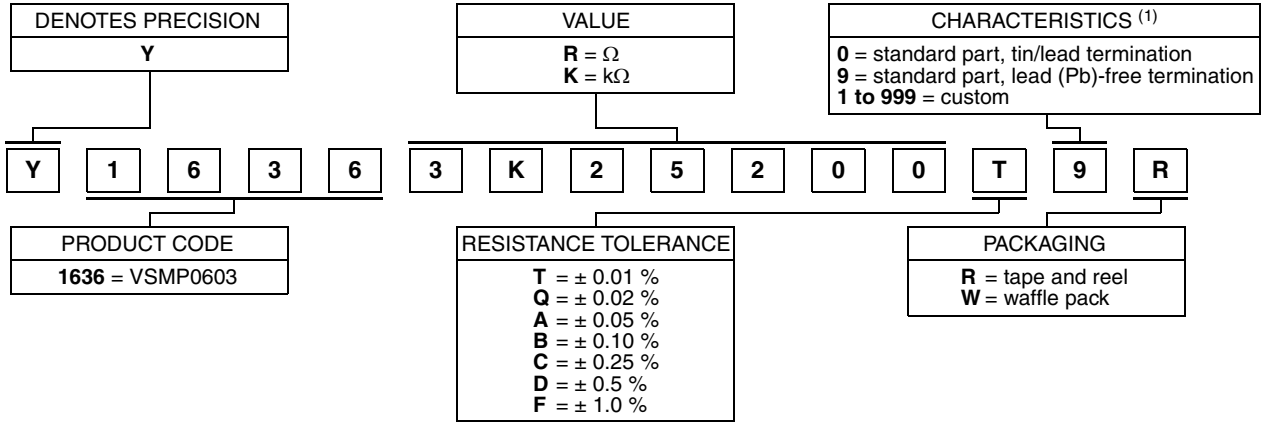 DENOTES PRECISION
Y
VALUE
R = Ω
K = kΩ
CHARACTERISTICS (1)
0 = standard part, tin/lead termination
9 = standard part, lead (Pb)-free termination
1 to 999 = custom
Y 1 6 3 6 3 K 2 5 2 0 0 T 9 R
PRODUCT CODE
1636 = VSMP0603
RESISTANCE TOLERANCE
T = ± 0.01 %
Q = ± 0.02 %
A = ± 0.05 %
B = ± 0.10 %
C = ± 0.25 %
D = ± 0.5 %
F = ± 1.0 %
PACKAGING
R = tape and reel
W = waffle pack